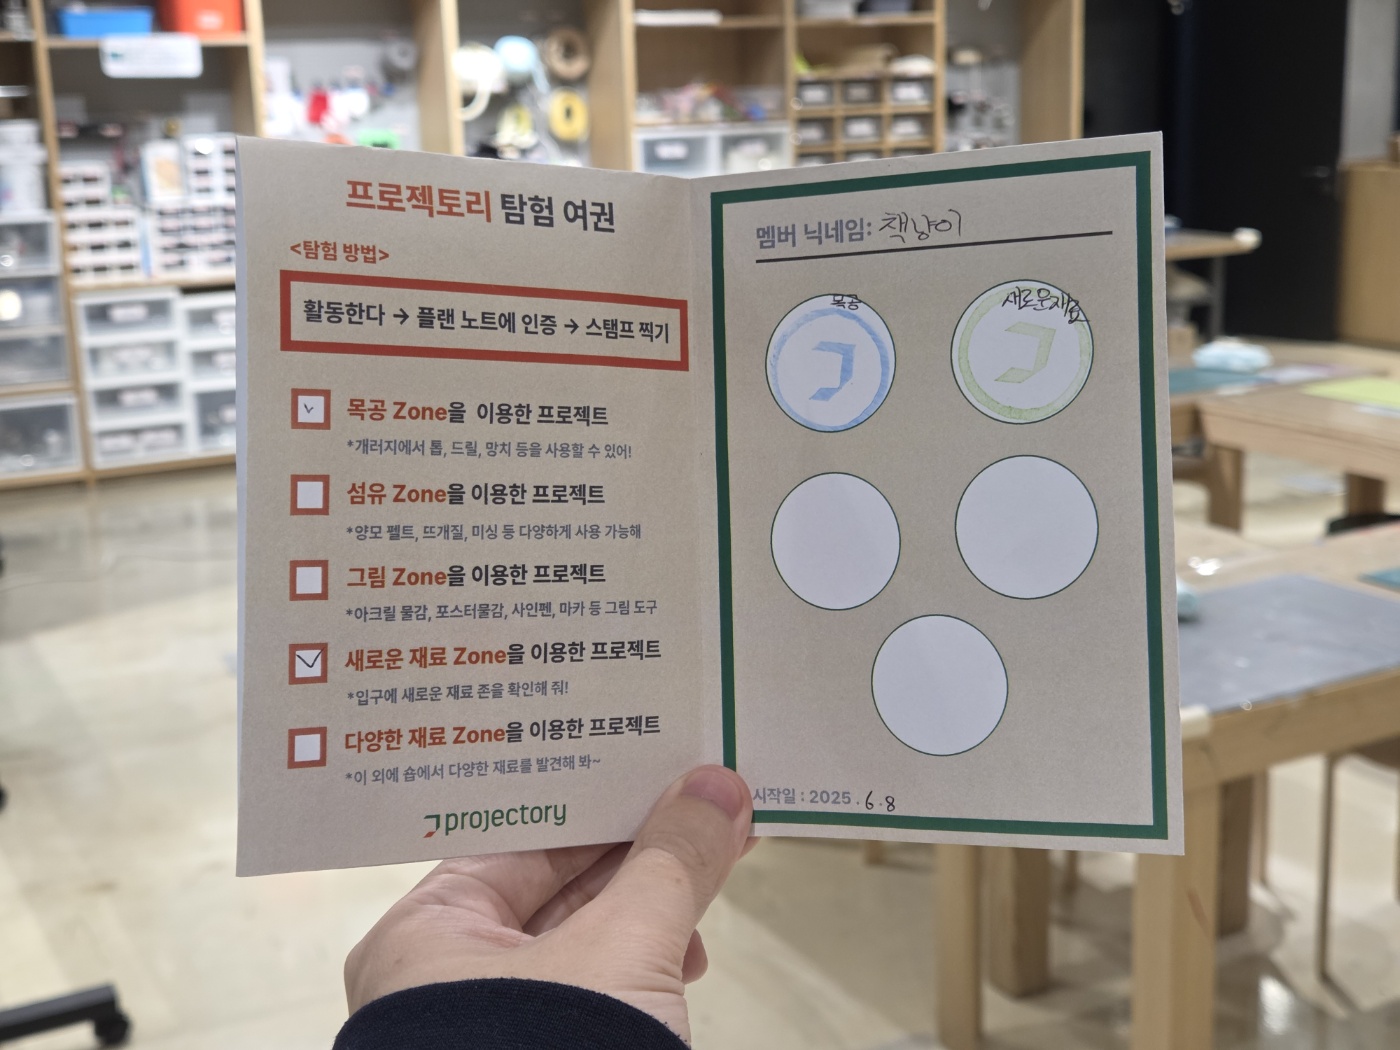 프로젝토리 탐험 여권
<탐험 방법>
활동한다 → 플랜 노트에 인증 → 스탬프 찍기
목공 Zone을 이용한 프로젝트
*개러지에서 톱, 드릴, 망치 등을 사용할 수 있어!
섬유 Zone을 이용한 프로젝트
*양모 펠트, 뜨개질, 미싱 등 다양하게 사용 가능해
그림 Zone을 이용한 프로젝트
*아크릴 물감, 포스터물감, 사인펜, 마카 등 그림 도구
새로운 재료 Zone을 이용한 프로젝트
*입구에 새로운 재료 존을 확인해 줘!
다양한 재료 Zone을 이용한 프로젝트
*이 외에 숍에서 다양한 재료를 발견해 봐~
projectory
멤버 닉네임: 책냥이
목공
새로운재료
시작일 : 2025.6.8